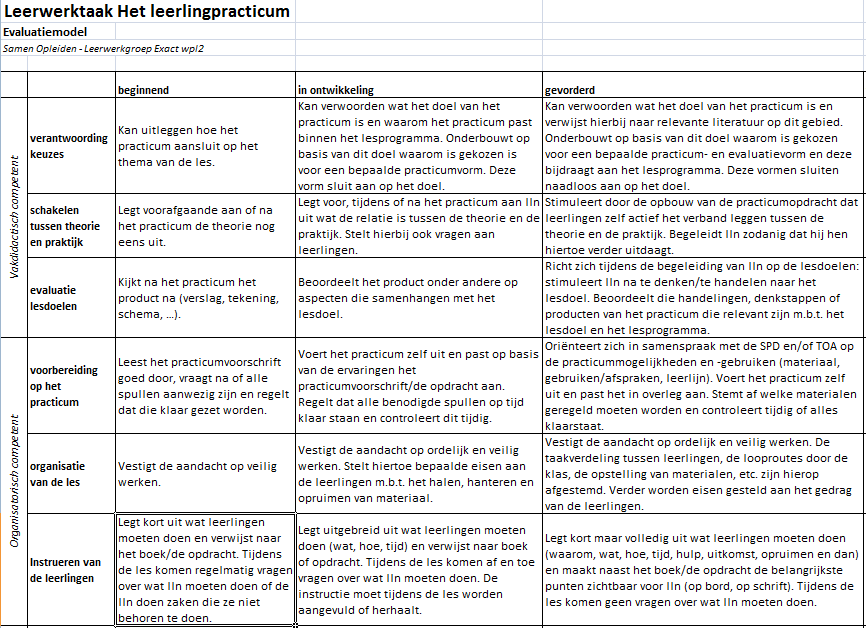 Leerwerktaak Het leerlingpracticum
Evaluatiemodel
Samen Opleiden - Leerwerkgroep Exact wpl2
beginnend
in ontwikkeling
gevorderd
Vakdidactisch competent
verantwoording
keuzes
Kan uitleggen hoe het
practicum aansluit op het
thema van de les.
Kan verwoorden wat het doel van het
practicum is en waarom het practicum past
binnen het lesprogramma. Onderbouwt op
basis van dit doel waarom is gekozen is
voor een bepaalde practicumvorm. Deze
vorm sluit aan op het doel.
Kan verwoorden wat het doel van het practicum is en
verwijst hierbij naar relevante literatuur op dit gebied.
Onderbouwt op basis van dit doel waarom is gekozen
voor een bepaalde practicum- en evaluatievorm en deze
bijdraagt aan het lesprogramma. Deze vormen sluiten
naadloos aan op het doel.
schakelen
tussen theorie
en praktijk
Legt voorafgaande aan of na
het practicum de theorie nog
eens uit.
Legt voor, tijdens of na het practicum aan lln
uit wat de relatie is tussen de theorie en de
praktijk. Stelt hierbij ook vragen aan
leerlingen.
Stimuleert door de opbouw van de practicumopdracht dat
leerlingen zelf actief het verband leggen tussen de
theorie en de praktijk. Begeleidt lln zodanig dat hij hen
hiertoe verder uitdaagt.
evaluatie
lesdoelen
Kijkt na het practicum het
product na (verslag, tekening,
schema, ...).
Beoordeelt het product onder andere op
aspecten die samenhangen met het
lesdoel.
Richt zich tijdens de begeleiding van lln op de lesdoelen:
stimuleert lln na te denken/te handelen naar het
lesdoel. Beoordeelt die handelingen, denkstappen of
producten van het practicum die relevant zijn m.b.t. het
lesdoel en het lesprogramma.
Organisatorisch competent
voorbereiding
op het
practicum
Leest het practicumvoorschrift
goed door, vraagt na of alle
spullen aanwezig zijn en regelt
dat die klaar gezet worden.
Voert het practicum zelf uit en past op basis
van de ervaringen het
practicumvoorschrift/de opdracht aan.
Regelt dat alle benodigde spullen op tijd
klaar staan en controleert dit tijdig.
Oriënteert zich in samenspraak met de SPD en/of TOA op
de practicummogelijkheden en -gebruiken (materiaal,
gebruiken/afspraken, leerlijn). Voert het practicum zelf
uit en past het in overleg aan. Stemt af welke materialen
geregeld moeten worden en controleert tijdig of alles
klaarstaat.
organisatie
van de les
Vestigt de aandacht op veilig
werken.
Vestigt de aandacht op ordelijk en veilig
werken. Stelt hiertoe bepaalde eisen aan
de leerlingen m.b.t. het halen, hanteren en
opruimen van materiaal.
Vestigt de aandacht op ordelijk en veilig werken. De
taakverdeling tussen leerlingen, de looproutes door de
klas, de opstelling van materialen, etc. zijn hierop
afgestemd. Verder worden eisen gesteld aan het gedrag
van de leerlingen.
Instrueren van
de leerlingen
Legt kort uit wat leerlingen
moeten doen en verwijst naar
het boek/de opdracht. Tijdens
de les komen regelmatig vragen
over wat lln moeten doen of de
lln doen zaken die ze niet
behoren te doen.
Legt uitgebreid uit wat leerlingen moeten
doen (wat, hoe, tijd) en verwijst naar boek
of opdracht. Tijdens de les komen af en toe
vragen over wat lln moeten doen. De
instructie moet tijdens de les worden
aangevuld of herhaalt.
Legt kort maar volledig uit wat leerlingen moeten doen
(waarom, wat, hoe, tijd, hulp, uitkomst, opruimen en dan)
en maakt naast het boek/de opdracht de belangrijkste
punten zichtbaar voor lln (op bord, op schrift). Tijdens de
les komen geen vragen over wat lln moeten doen.